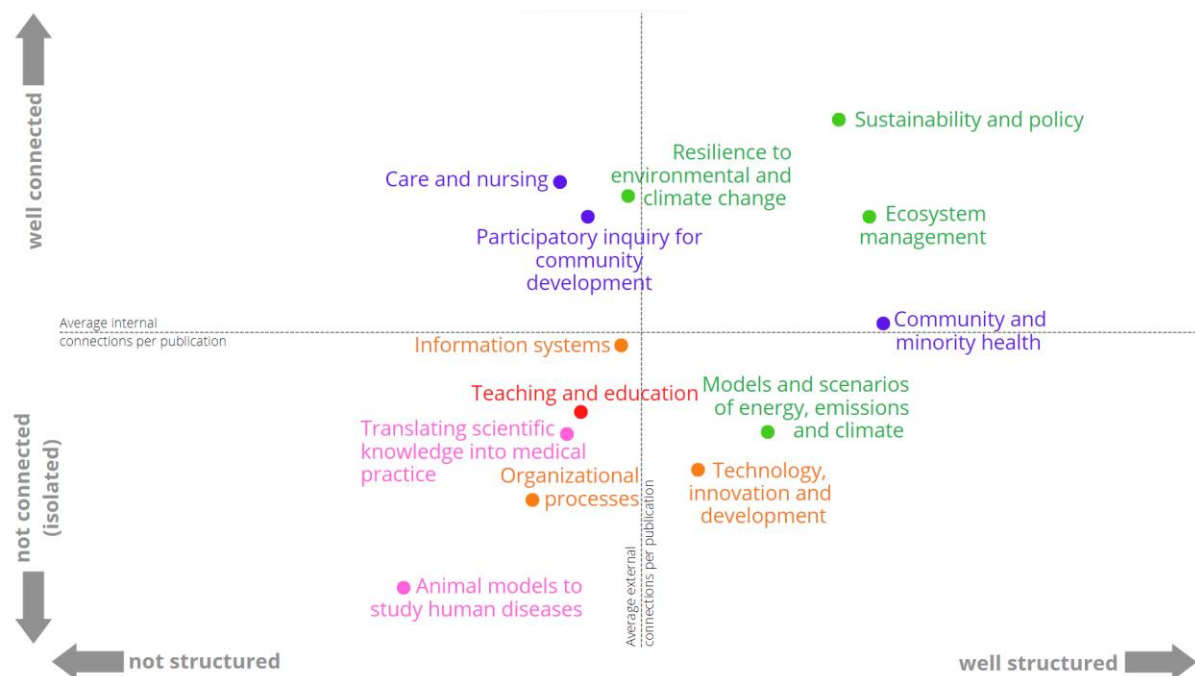 well connected
not connected
(isolated)
Sustainability and policy
Resilience to
environmental and
climate change
Care and nursing
Participatory inquiry for
community
development
Ecosystem
management
Average internal
connections per publication
Community and
minority health
Information systems
Teaching and education
Models and scenarios
of energy, emissions
and climate
Translating scientific
knowledge into medical
practice
Organizational
processes
Technology,
innovation and
development
Average external
connections per publication
Animal models to
study human diseases
not structured
well structured